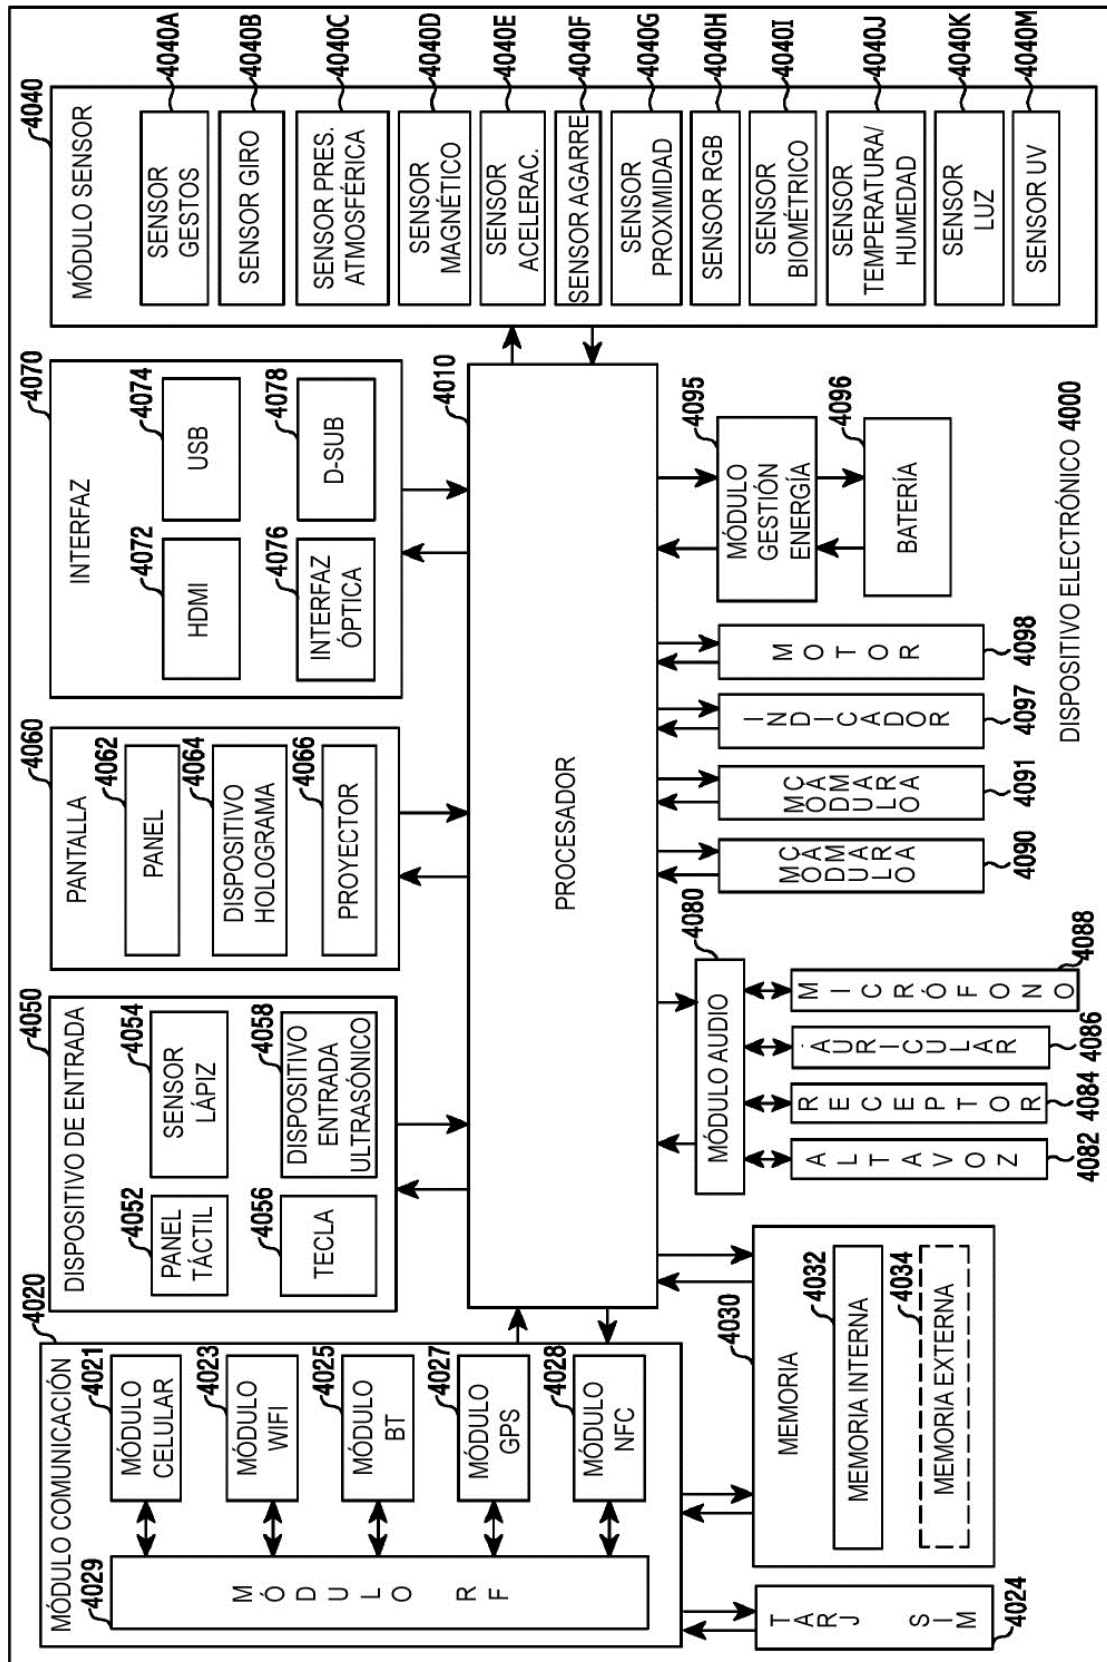 MÓDULO COMUNICACIÓN
4020
4029
MÓDULO RF
4021
MÓDULO
CELULAR
4023
MÓDULO
WIFI
4025
MÓDULO
BT
4027
MÓDULO
GPS
4028
MÓDULO
NFC
DISPOSITIVO DE ENTRADA
4050
4052
PANEL
TÁCTIL
4054
SENSOR
LÁPIZ
4056
TECLA
4058
DISPOSITIVO
ENTRADA
ULTRASÓNICO
PANTALLA
4060
4062
PANEL
4064
DISPOSITIVO
HOLOGRAMA
4066
PROYECTOR
INTERFAZ
4070
4072
HDMI
4074
USB
4076
INTERFAZ
ÓPTICA
4078
D-SUB
MÓDULO SENSOR
4040
SENSOR
GESTOS
4040A
SENSOR GIRO
4040B
SENSOR PRES.
ATMOSFÉRICA
4040C
SENSOR
MAGNÉTICO
4040D
SENSOR
ACELERAC.
4040E
SENSOR AGARRE
4040F
SENSOR
PROXIMIDAD
4040G
SENSOR RGB
4040H
SENSOR
BIOMÉTRICO
4040I
SENSOR
TEMPERATURA/
HUMEDAD
4040J
SENSOR
LUZ
4040K
SENSOR UV
4040M
PROCESADOR
4010
TARJ SIM
4024
MEMORIA
4030
MEMORIA INTERNA
4032
MEMORIA EXTERNA
4034
MÓDULO AUDIO
4080
ALTAVOZ
4082
RECEPTOR
4084
AURICULAR
4086
MICRÓFONO
4088
MODULO
CAMARA
4090
MODULO
CAMARA
4091
INDICADOR
4097
MOTOR
4098
MÓDULO
GESTIÓN
ENERGÍA
4095
BATERÍA
4096
DISPOSITIVO ELECTRÓNICO 4000